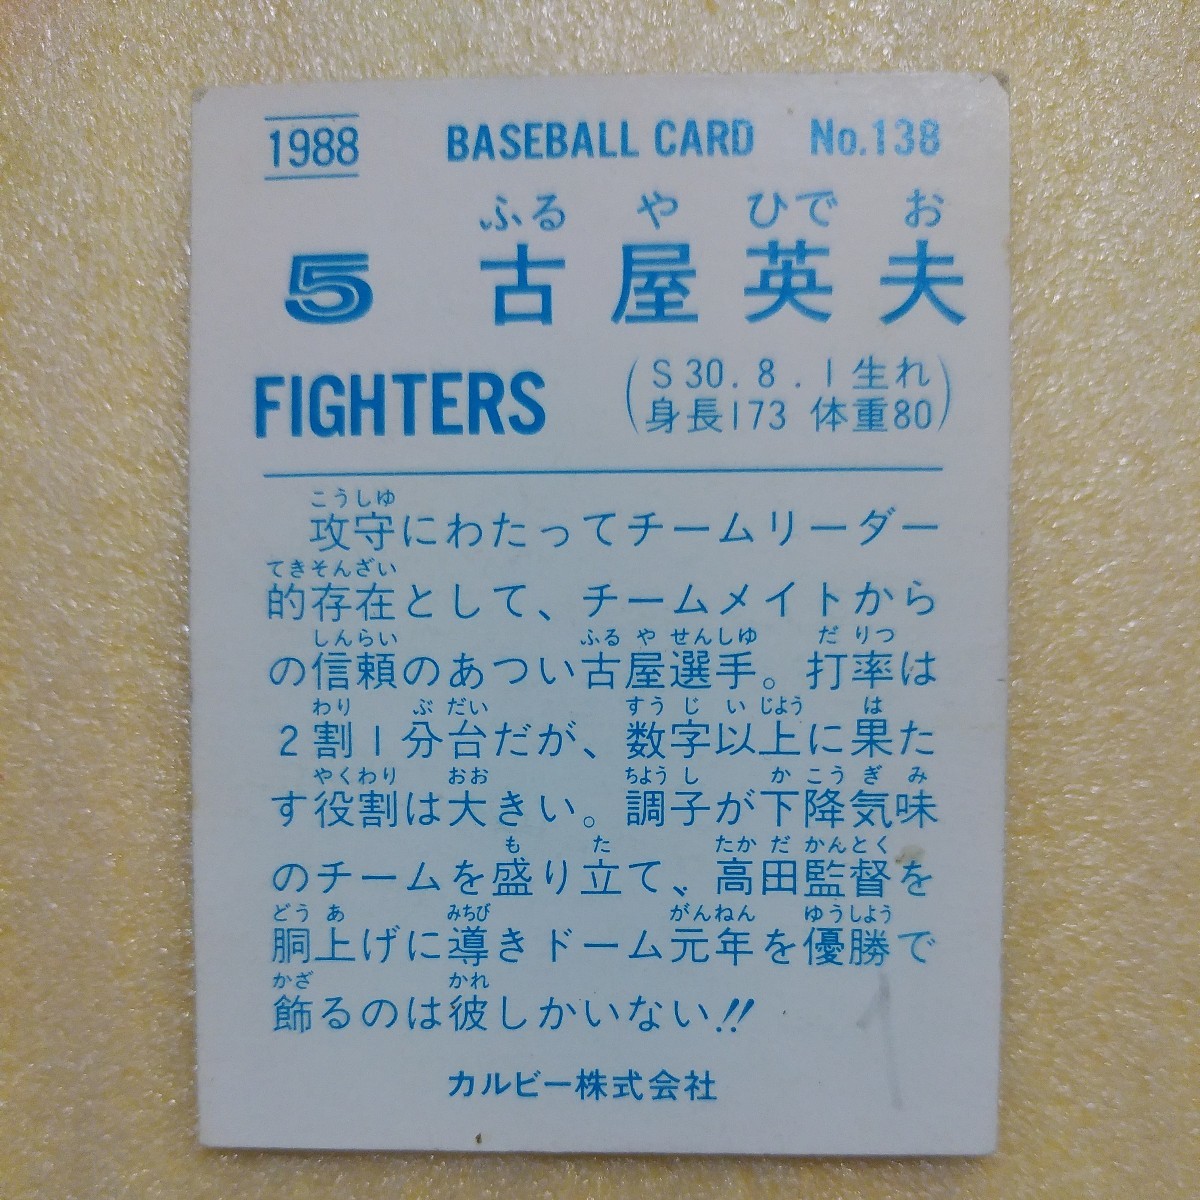 1988 BASEBALL CARD No.138
ふる や ひで お
5 古屋英夫
FIGHTERS
(S30.8.1生れ
身長173 体重80)
こうしゆ
攻守にわたってチームリーダー
てきそんざい
的存在として、チームメイトから
しんらい ふる や せんしゆ だ りつ
の信頼のあつい古屋選手。打率は
わり ぶ だい すう じ い じよう は
2割1分台だが、数字以上に果た
やくわり おお ちよう し か こう ぎ み
す役割は大きい。調子が下降気味
も た たか だ かんとく
のチームを盛り立て、高田監督を
どう あ みちび がんねん ゆうしよう
胴上げに導きドーム元年を優勝で
かざ かれ
飾るのは彼しかいない!!
カルビー株式会社